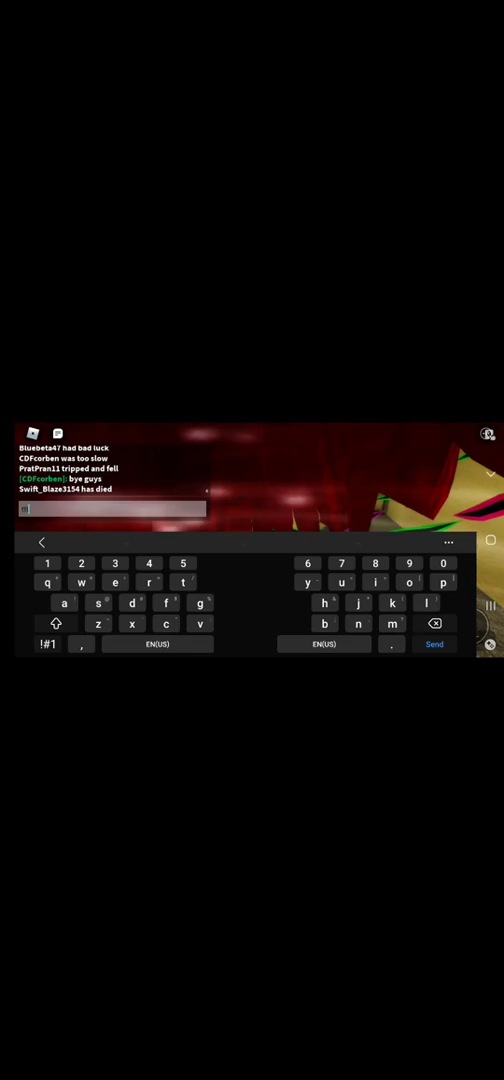 Bluebeta47 had bad luck
CDFcorben was too slow
PratPran11 tripped and fell
[CDFcorben]: bye guys
Swift_Blaze3154 has died
1 2 3 4 5 6 7 8 9 0
q w e r t y u i o p
a s d f g h j k l
z x c v b n m
!#1 , EN(US) EN(US) . Send